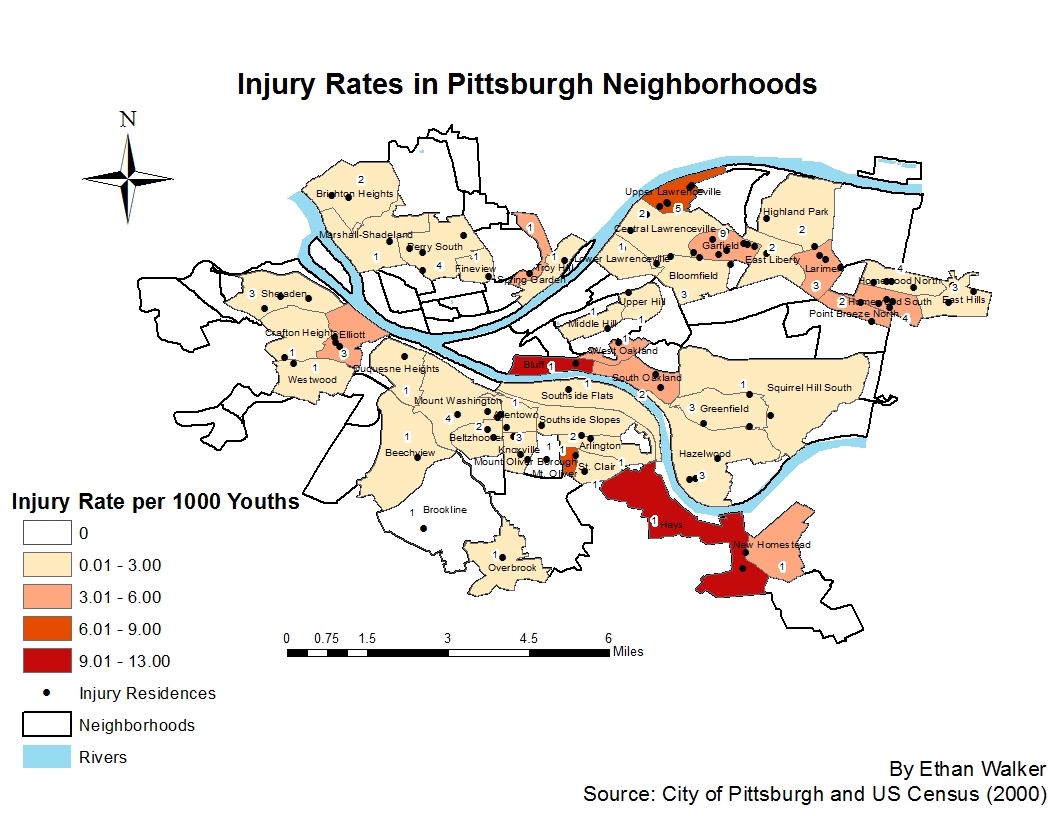 Injury Rates in Pittsburgh Neighborhoods
N
2
Brighton Heights
Marshall-Shadeland
1
Perry South
4
1
Fineview
1
Spring Garden
Troy Hill
1
Upper Lawrenceville
2
5
Central Lawrenceville
1
Lower Lawrenceville
9
Garfield
Bloomfield
3
Highland Park
2
2
East Liberty
Larimer
3
4
Homewood North
3
2
Homewood South
East Hills
Point Breeze North
4
3
Sheraden
Crafton Heights
Elliott
3
1
1
Westwood
Duquesne Heights
1
Upper Hill
1
Middle Hill
1
1
West Oakland
Bluff
1
South Oakland
2
1
Southside Flats
1
Squirrel Hill South
3
Greenfield
Hazelwood
3
Mount Washington
4
1
Allentown
2
Beltzhoover
Southside Slopes
3
Knoxville
2
Arlington
1
1
Mount Oliver Borough
Mt. Oliver
St. Clair
1
1
1
Beechview
1
Brookline
1
Overbrook
1
Hays
New Homestead
1
Injury Rate per 1000 Youths
0
0.01 - 3.00
3.01 - 6.00
6.01 - 9.00
9.01 - 13.00
Injury Residences
Neighborhoods
Rivers
0 0.75 1.5 3 4.5 6
Miles
By Ethan Walker
Source: City of Pittsburgh and US Census (2000)